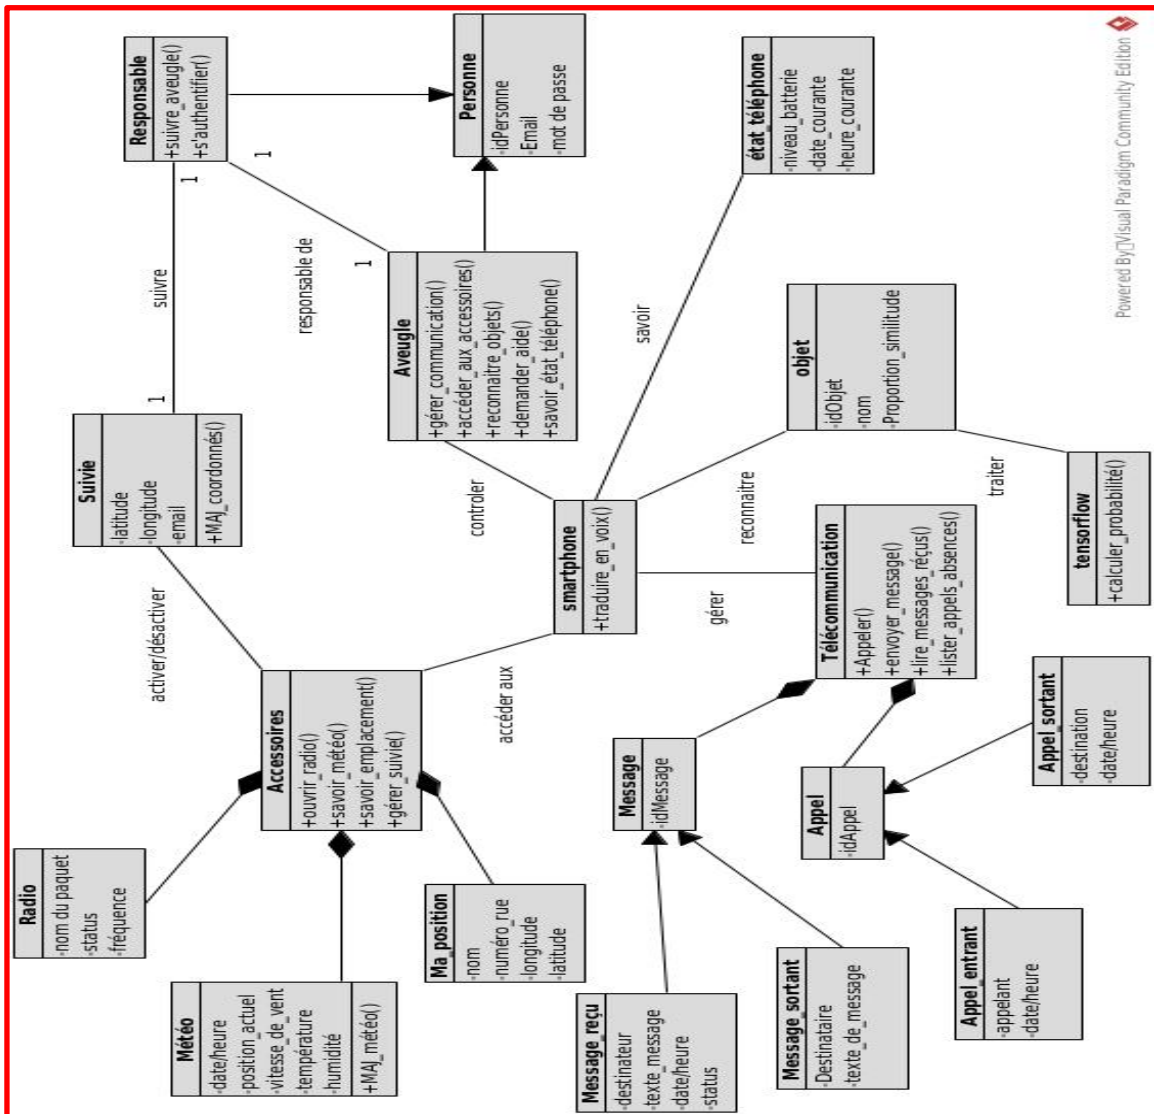 Responsable
+suivre_aveugle()
+s'authentifier()
1
1
suivre
1
responsable de
1
Personne
-idPersonne
-Email
-mot de passe
état_téléphone
-niveau_batterie
-date_courante
-heure_courante
Suivie
-latitude
-longitude
-email
+MAJ_coordonnés()
Aveugle
+gérer_communication()
+accéder_aux_accessoires()
+reconnaitre_objets()
+demander_aide()
+savoir_état_téléphone()
savoir
objet
-idObjet
-nom
-Proportion_similitude
activer/désactiver
controler
reconnaitre
traiter
smartphone
+traduire_en_voix()
tensorflow
+calculer_probabilité()
accéder aux
gérer
Accessoires
+ouvrir_radio()
+savoir_météo()
+savoir_emplacement()
+gérer_suivie()
Télécommunication
+Appeler()
+envoyer_message()
+lire_messages_réçus()
+lister_appels_absences()
Radio
-nom du paquet
-status
-fréquence
Météo
-date/heure
-position_actuel
-vitesse_de_vent
-température
-humidité
+MAJ_météo()
Ma_position
-nom
-numéro_rue
-longitude
-latitude
Message
-idMessage
Appel
-idAppel
Appel_sortant
-destination
-date/heure
Message_reçu
-destinateur
-texte_message
-date/heure
-status
Message_sortant
-Destinataire
-texte_de_message
Appel_entrant
-appelant
-date/heure
Powered By Visual Paradigm Community Edition